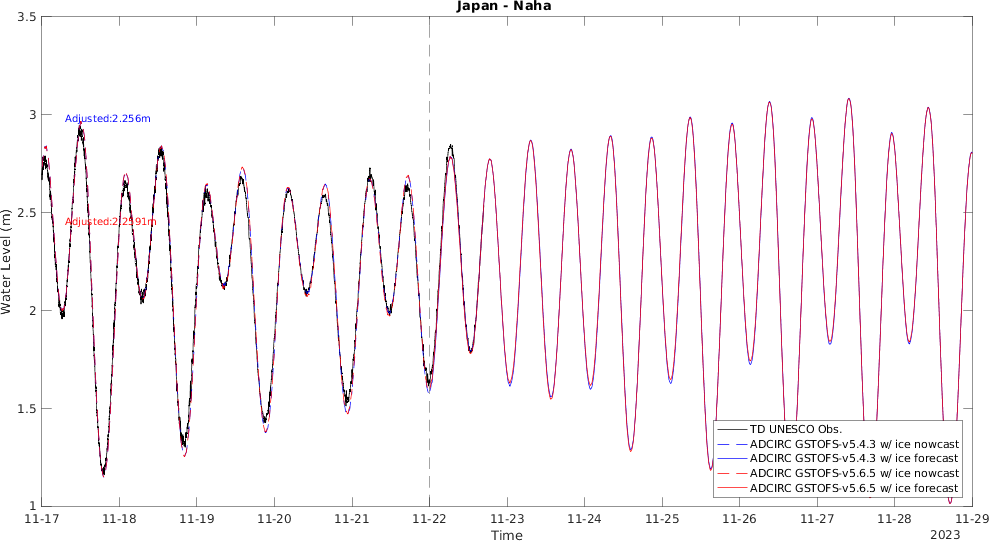 Japan - Naha
3.5
3
2.5
2
1.5
1
Water Level (m)
Adjusted:2.256m
Adjusted:2.2591m
TD UNESCO Obs.
ADCIRC GSTOFS-v5.4.3 w/ ice nowcast
ADCIRC GSTOFS-v5.4.3 w/ ice forecast
ADCIRC GSTOFS-v5.6.5 w/ ice nowcast
ADCIRC GSTOFS-v5.6.5 w/ ice forecast
11-17 11-18 11-19 11-20 11-21 11-22 11-23 11-24 11-25 11-26 11-27 11-28 11-29
Time
2023